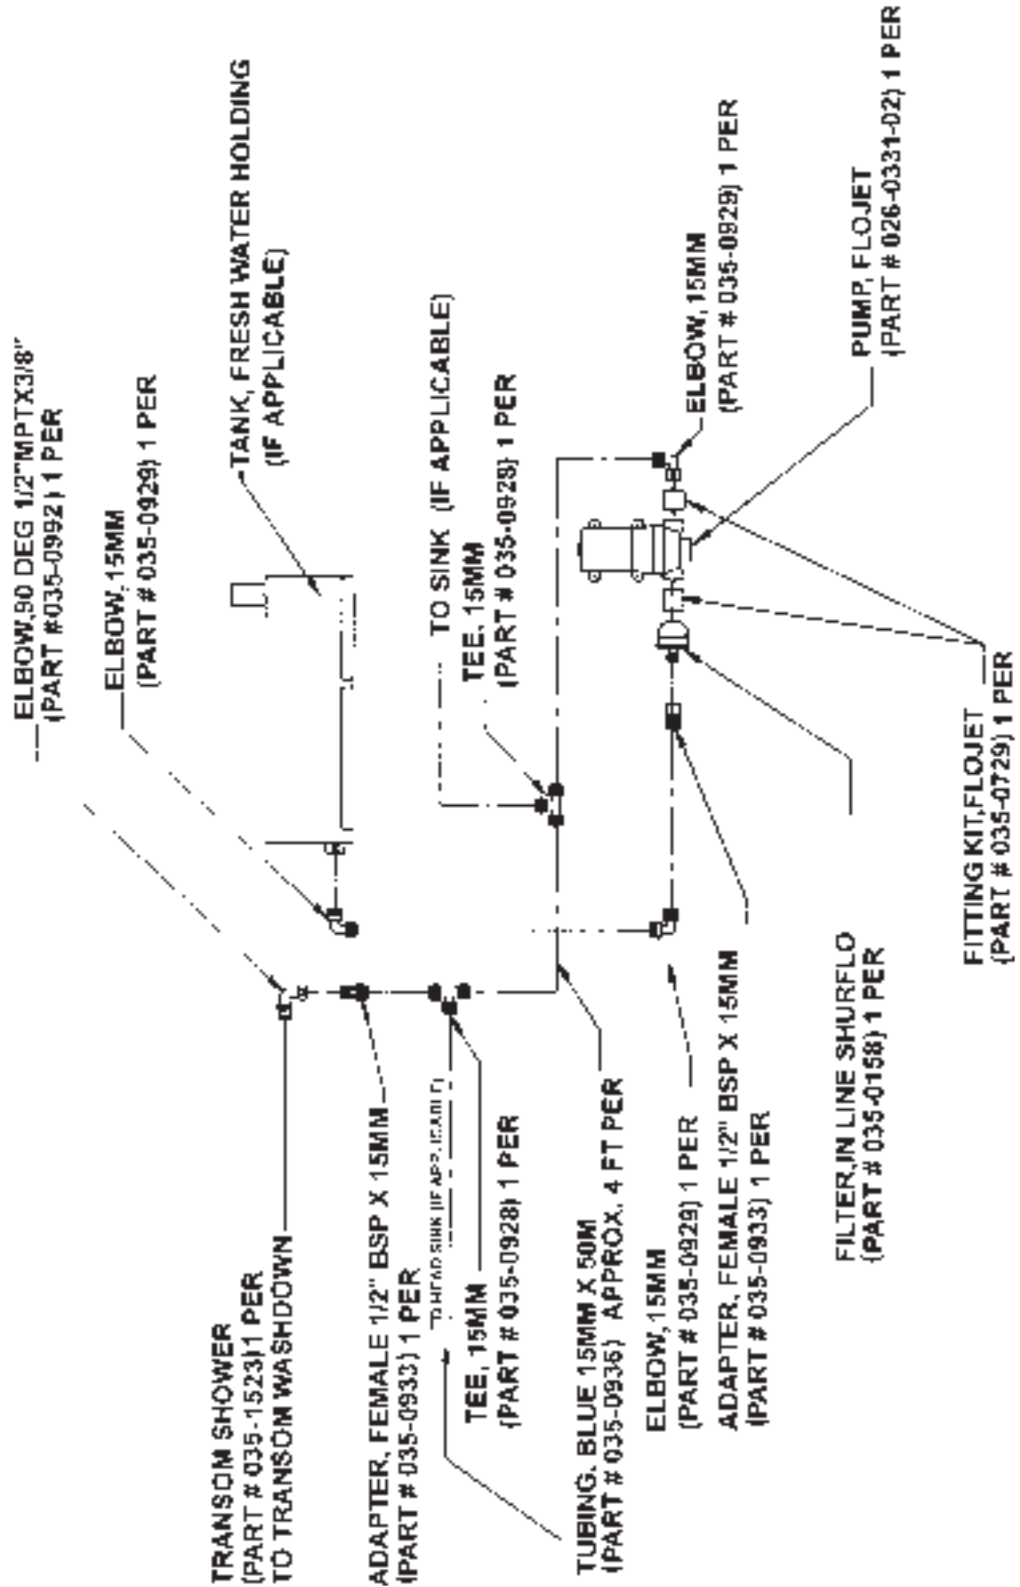 ELBOW,90 DEG 1/2"MPTX3/8"
(PART #035-0992) 1 PER
ELBOW, 15MM
(PART # 035-0929) 1 PER
TANK, FRESH WATER HOLDING
(IF APPLICABLE)
TO SINK (IF APPLICABLE)
TEE, 15MM
(PART # 035-0928) 1 PER
ELBOW, 15MM
(PART # 035-0929) 1 PER
PUMP, FLOJET
(PART # 026-0331-02) 1 PER
TRANSOM SHOWER
(PART # 035-1523) 1 PER
TO TRANSOM WASHDOWN
ADAPTER, FEMALE 1/2" BSP X 15MM
(PART # 035-0933) 1 PER
TO HEAD SINK (IF APPLICABLE)
TEE, 15MM
(PART # 035-0928) 1 PER
TUBING, BLUE 15MM X 50M
(PART # 035-0936) APPROX. 4 FT PER
ELBOW, 15MM
(PART # 035-0929) 1 PER
ADAPTER, FEMALE 1/2" BSP X 15MM
(PART # 035-0933) 1 PER
FILTER,IN LINE SHURFLO
(PART # 035-0158) 1 PER
FITTING KIT,FLOJET
(PART # 035-0729) 1 PER